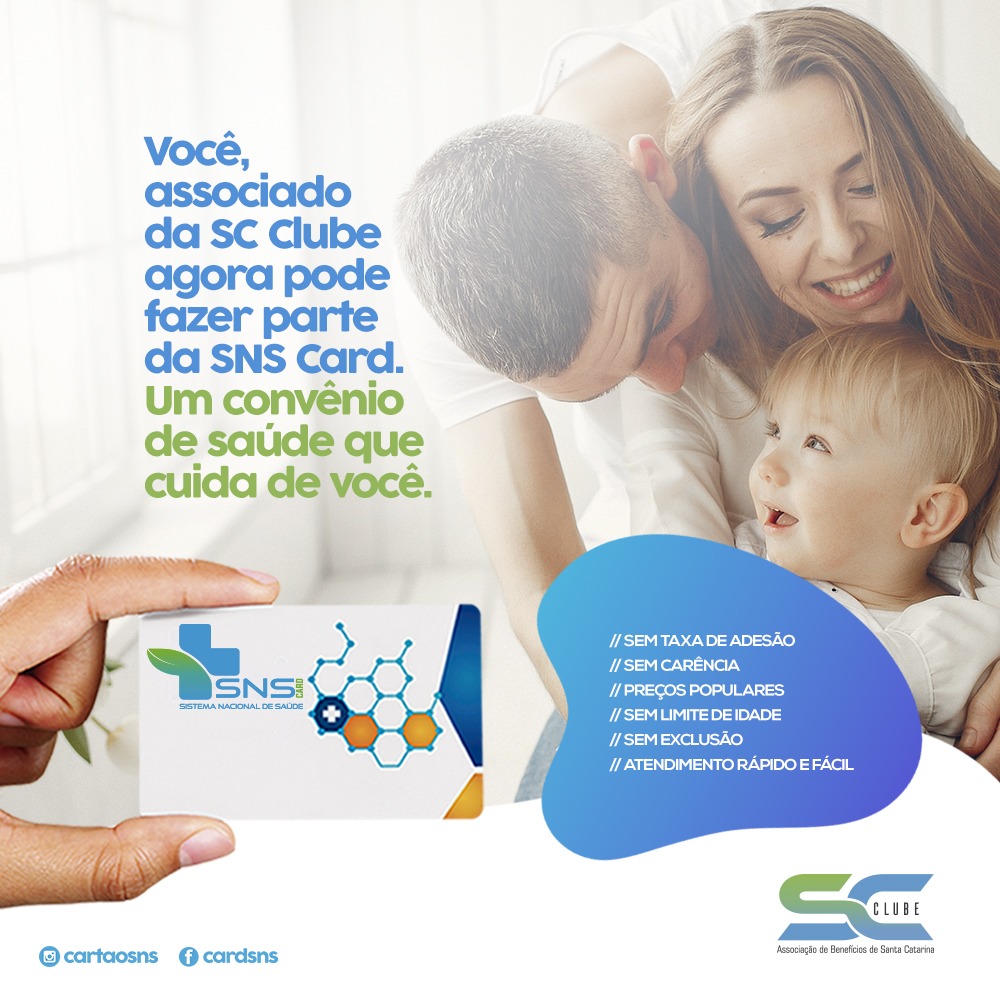 Você,
associado
da SC Clube
agora pode
fazer parte
da SNS Card.
Um convênio
de saúde que
cuida de você.
SNS CARD
SISTEMA NACIONAL DE SAÚDE
// SEM TAXA DE ADESÃO
// SEM CARÊNCIA
// PREÇOS POPULARES
// SEM LIMITE DE IDADE
// SEM EXCLUSÃO
// ATENDIMENTO RÁPIDO E FÁCIL
SC CLUBE
Associação de Benefícios de Santa Catarina
cartaosns cardsns